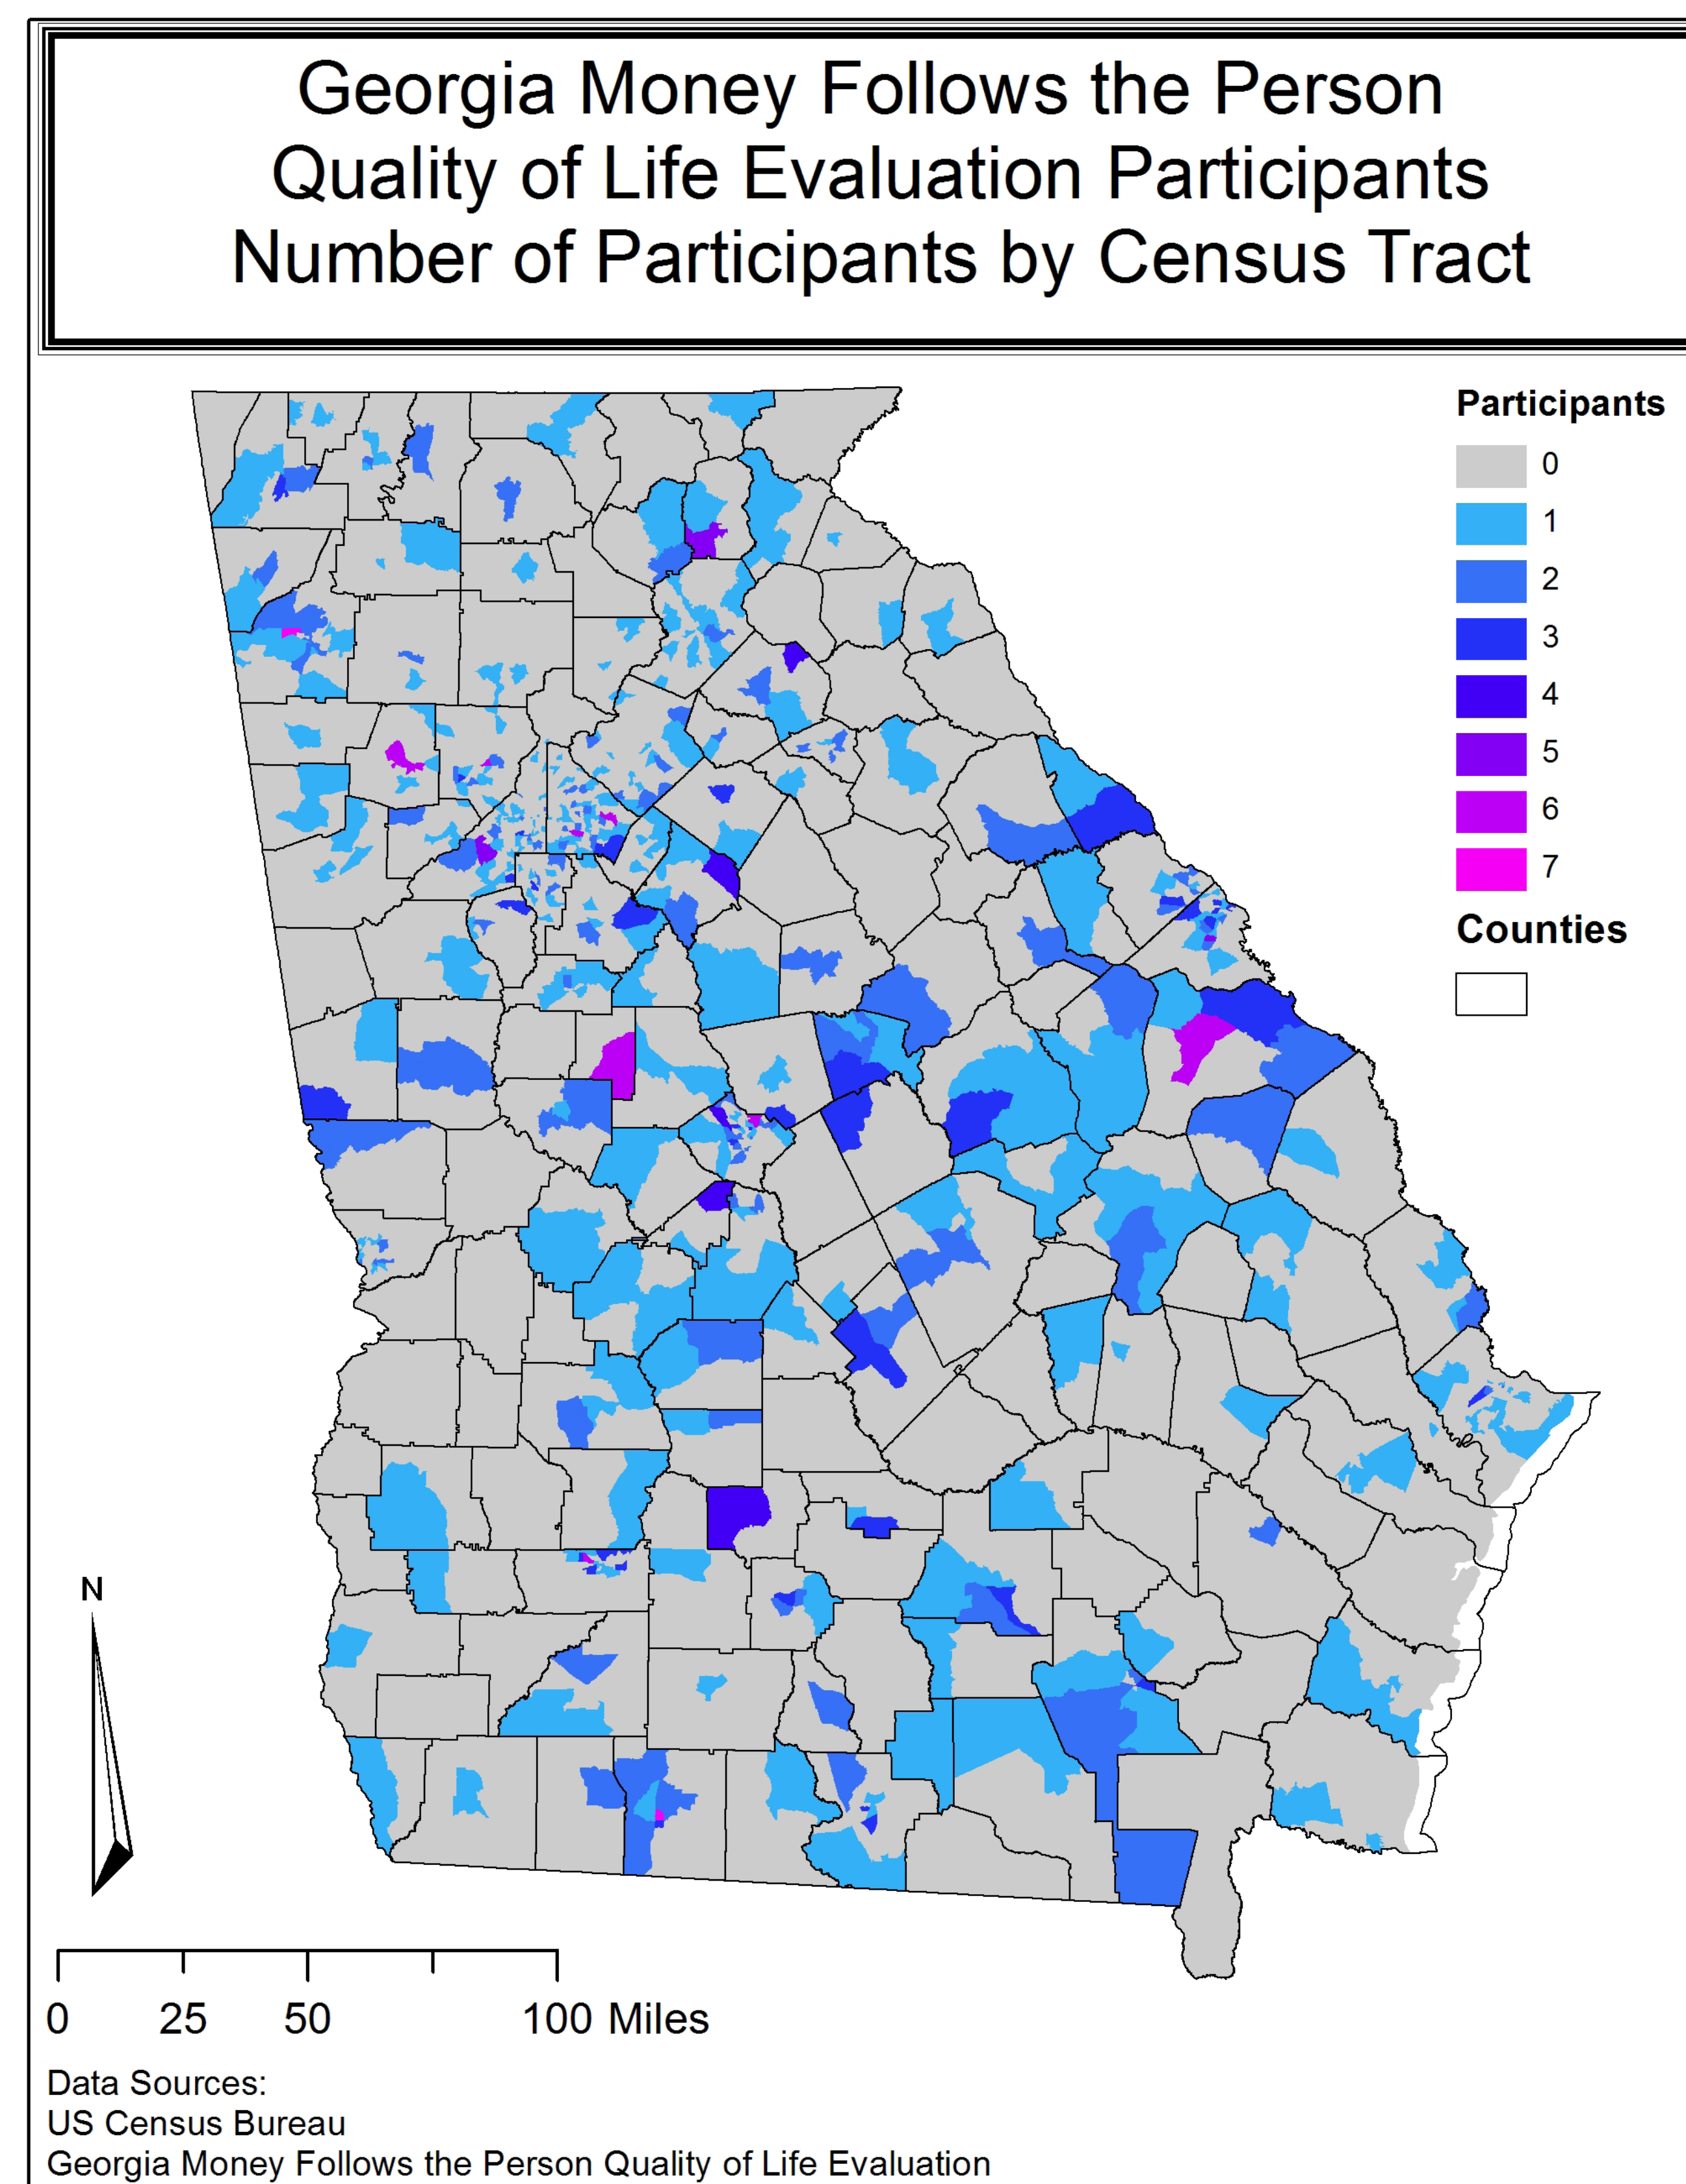 Georgia Money Follows the Person
Quality of Life Evaluation Participants
Number of Participants by Census Tract
Participants
0
1
2
3
4
5
6
7
Counties
N
0 25 50 100 Miles
Data Sources:
US Census Bureau
Georgia Money Follows the Person Quality of Life Evaluation